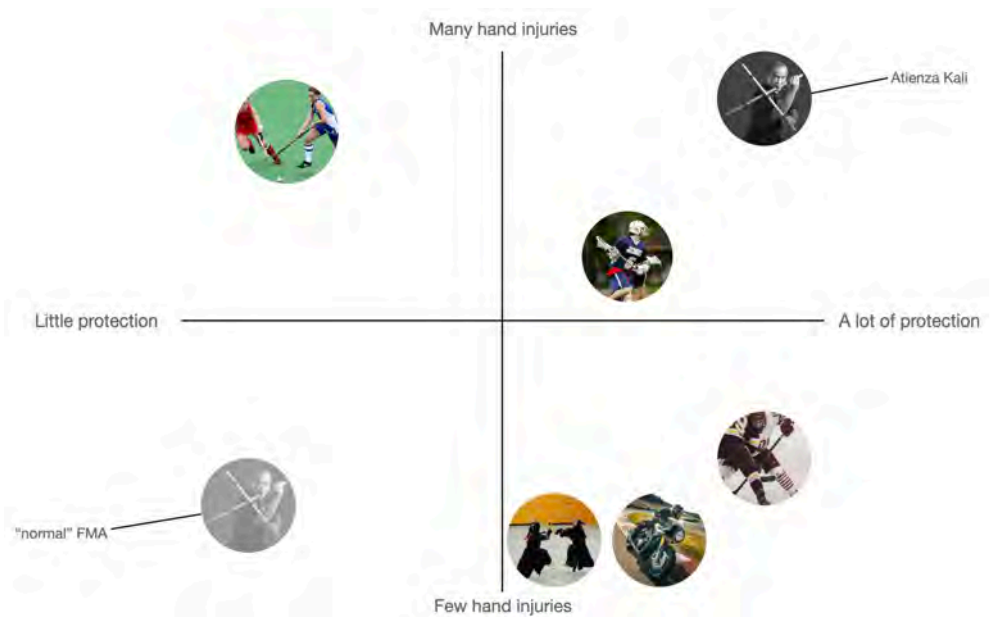 Many hand injuries
Atienza Kali
Little protection
A lot of protection
“normal” FMA
Few hand injuries